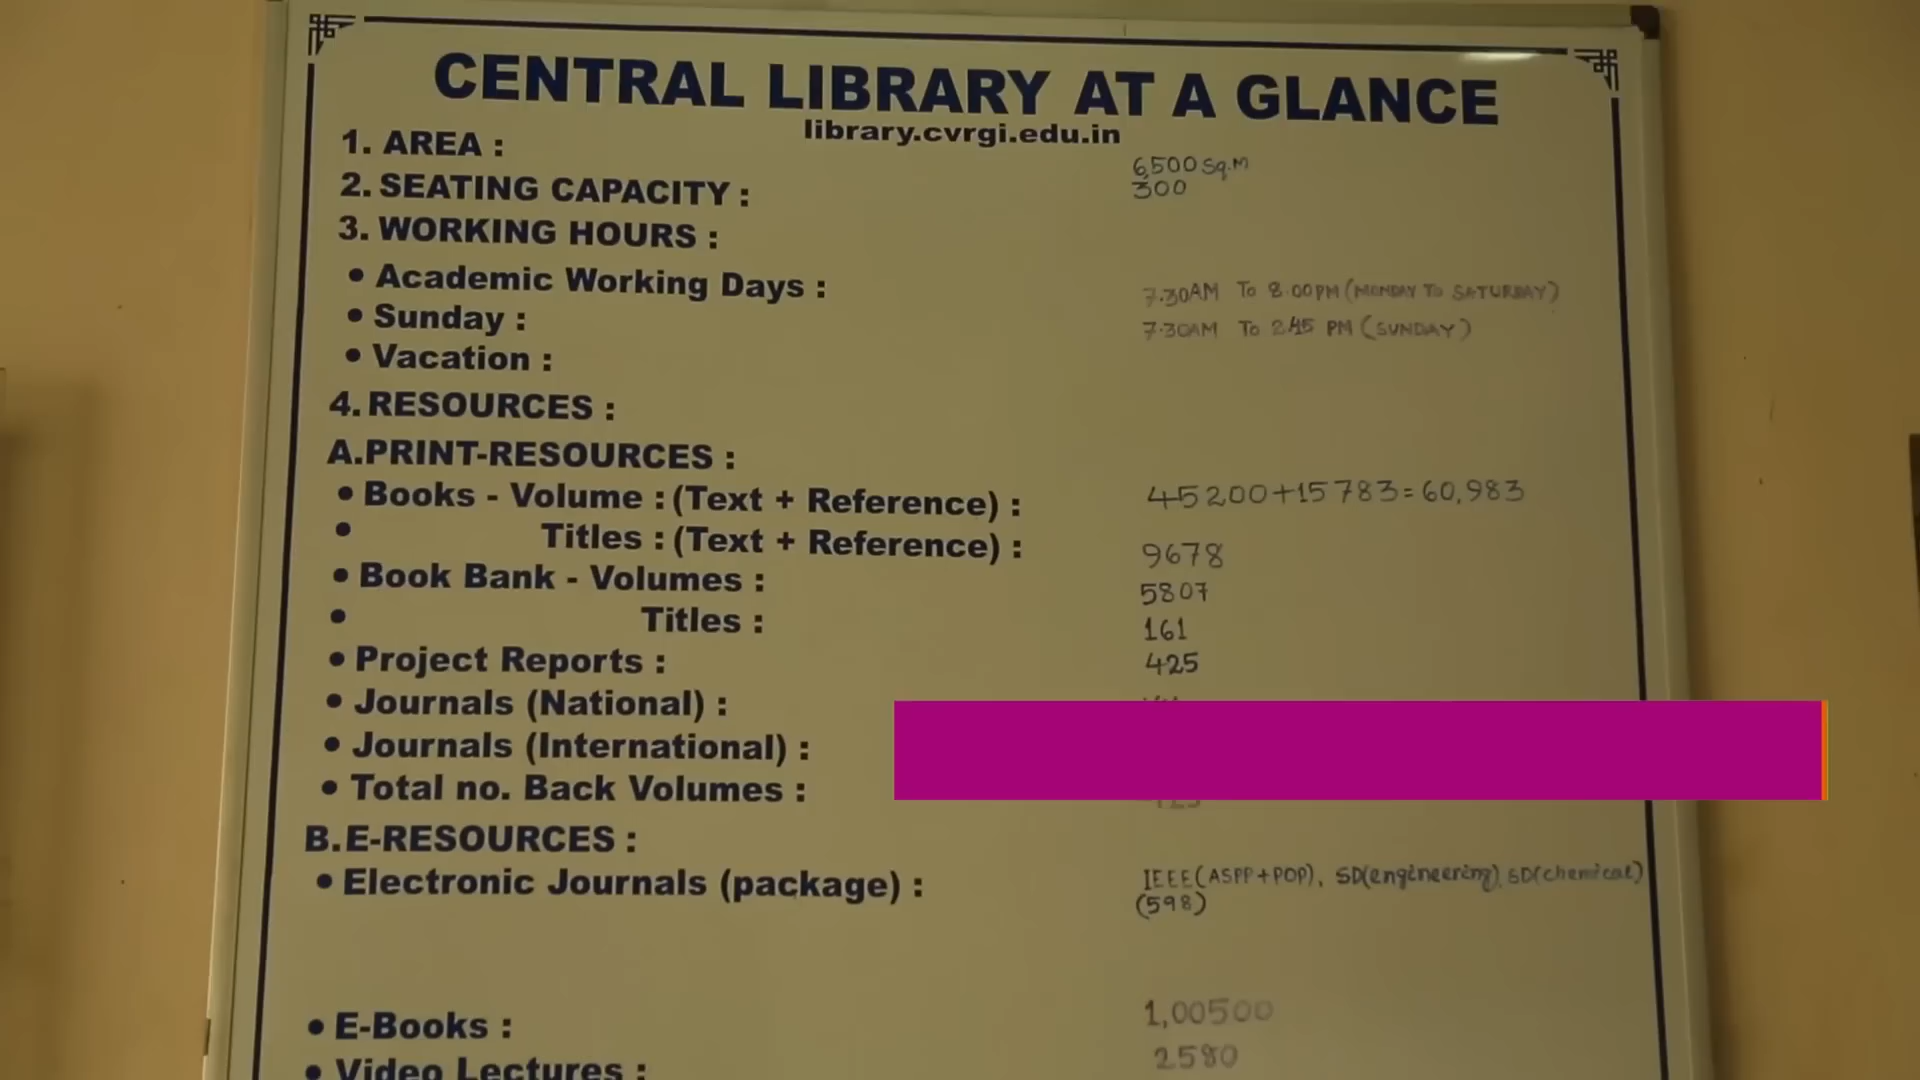 CENTRAL LIBRARY AT A GLANCE
library.cvrgi.edu.in
1. AREA : 6,500 Sq.M
2. SEATING CAPACITY : 300
3. WORKING HOURS :
• Academic Working Days : 7.30AM TO 8.00PM (MONDAY TO SATURDAY)
• Sunday : 7.30AM TO 2.45 PM (SUNDAY)
• Vacation :
4. RESOURCES :
A.PRINT-RESOURCES :
• Books - Volume : (Text + Reference) : 45200+15783=60,983
• Titles : (Text + Reference) : 9678
• Book Bank - Volumes : 5807
• Titles : 161
• Project Reports : 425
• Journals (National) :
• Journals (International) :
• Total no. Back Volumes :
B.E-RESOURCES :
• Electronic Journals (package) : IEEE(ASPP+POP), SD(engineering), SD(chemical)
(598)
• E-Books : 1,00500
• Video Lectures : 2580